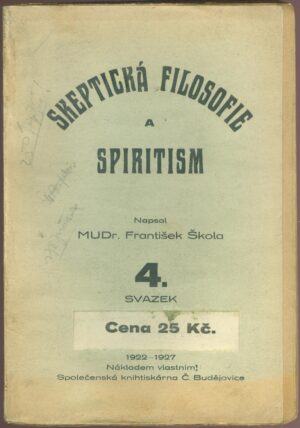 SKEPTICKÁ FILOSOFIE
A
SPIRITISM
Napsal
MUDr. František Škola
4.
SVAZEK
Cena 25 Kč.
1922–1927
Nákladem vlastním!
Společenská knihtiskárna Č. Budějovice